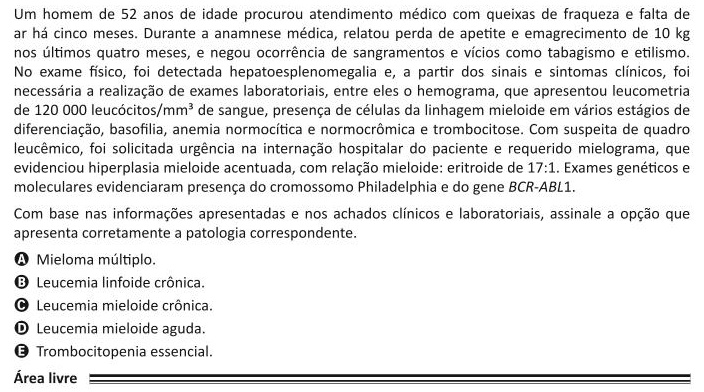 Um homem de 52 anos de idade procurou atendimento médico com queixas de fraqueza e falta de
ar há cinco meses. Durante a anamnese médica, relatou perda de apetite e emagrecimento de 10 kg
nos últimos quatro meses, e negou ocorrência de sangramentos e vícios como tabagismo e etilismo.
No exame físico, foi detectada hepatoesplenomegalia e, a partir dos sinais e sintomas clínicos, foi
necessária a realização de exames laboratoriais, entre eles o hemograma, que apresentou leucometria
de 120 000 leucócitos/mm³ de sangue, presença de células da linhagem mieloide em vários estágios de
diferenciação, basofilia, anemia normocítica e normocrômica e trombocitose. Com suspeita de quadro
leucêmico, foi solicitada urgência na internação hospitalar do paciente e requerido mielograma, que
evidenciou hiperplasia mieloide acentuada, com relação mieloide: eritroide de 17:1. Exames genéticos e
moleculares evidenciaram presença do cromossomo Philadelphia e do gene BCR-ABL1.
Com base nas informações apresentadas e nos achados clínicos e laboratoriais, assinale a opção que
apresenta corretamente a patologia correspondente.
A Mieloma múltiplo.
B Leucemia linfoide crônica.
C Leucemia mieloide crônica.
D Leucemia mieloide aguda.
E Trombocitopenia essencial.
Área livre